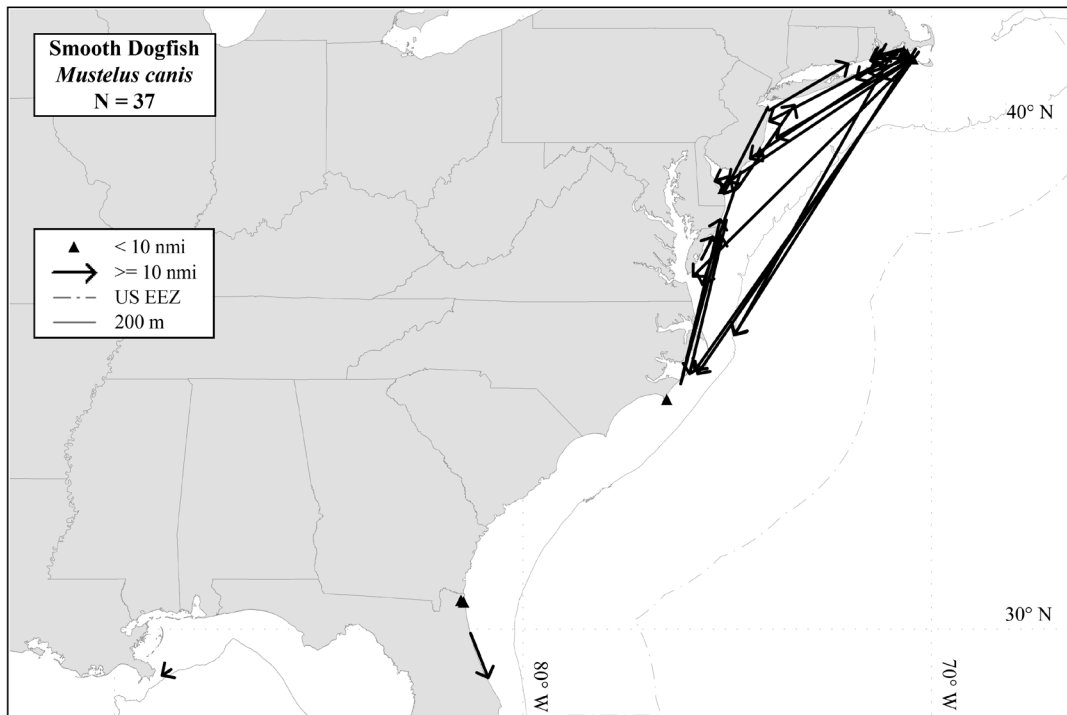 Smooth Dogfish
Mustelus canis
N = 37
40° N
< 10 nmi
>= 10 nmi
US EEZ
200 m
30° N
80° W
70° W